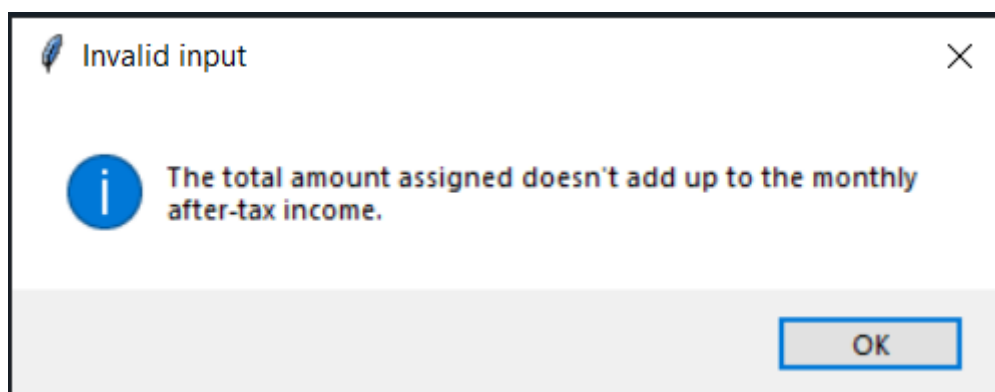 Invalid input
The total amount assigned doesn't add up to the monthly
after-tax income.
OK